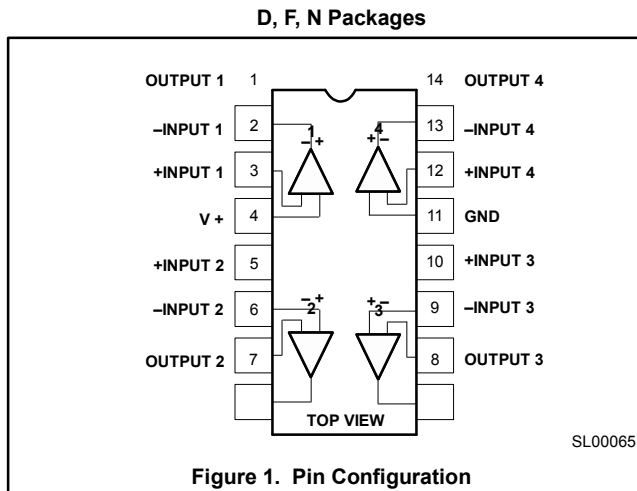 D, F, N Packages
OUTPUT 1 1 14 OUTPUT 4
–INPUT 1 2 1 4 13 –INPUT 4
– + + –
+INPUT 1 3 12 +INPUT 4
V + 4 11 GND
+INPUT 2 5 10 +INPUT 3
– + + –
–INPUT 2 6 2 3 9 –INPUT 3
OUTPUT 2 7 8 OUTPUT 3
TOP VIEW
SL00065
Figure 1. Pin Configuration